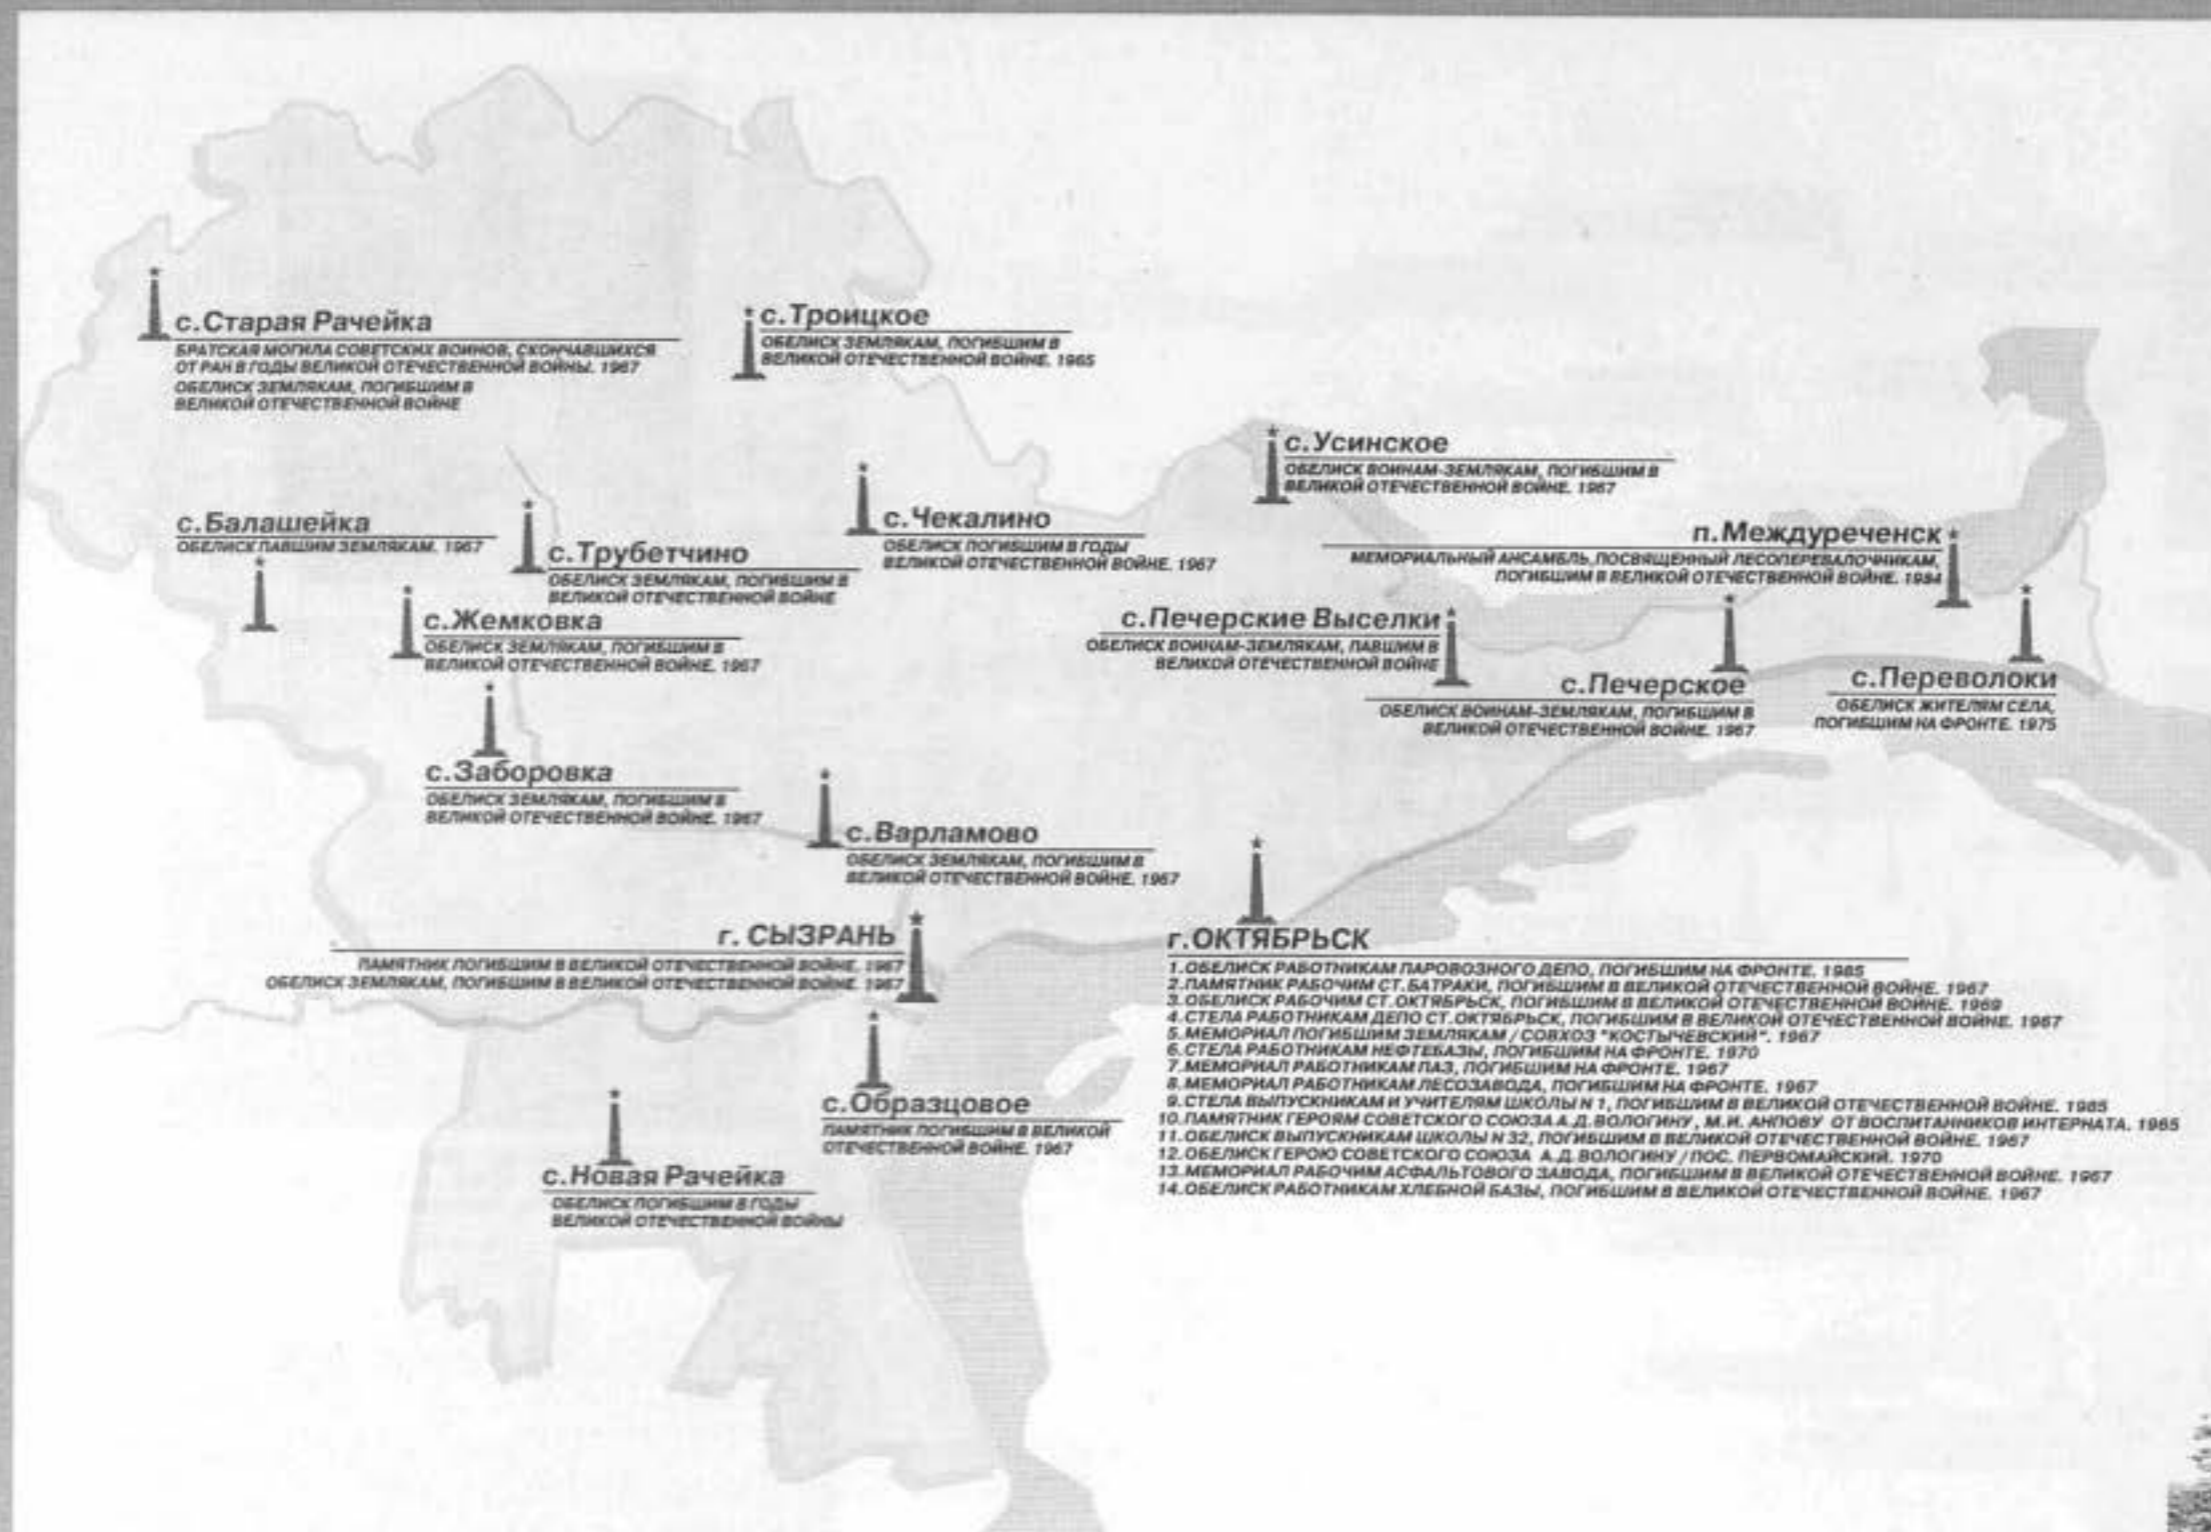 с.Старая Рачейка
БРАТСКАЯ МОГИЛА СОВЕТСКИХ ВОИНОВ, СКОНЧАВШИХСЯ
ОТ РАН В ГОДЫ ВЕЛИКОЙ ОТЕЧЕСТВЕННОЙ ВОЙНЫ. 1967
ОБЕЛИСК ЗЕМЛЯКАМ, ПОГИБШИМ В
ВЕЛИКОЙ ОТЕЧЕСТВЕННОЙ ВОЙНЕ
с.Троицкое
ОБЕЛИСК ЗЕМЛЯКАМ, ПОГИБШИМ В
ВЕЛИКОЙ ОТЕЧЕСТВЕННОЙ ВОЙНЕ. 1965
с.Усинское
ОБЕЛИСК ВОИНАМ-ЗЕМЛЯКАМ, ПОГИБШИМ В
ВЕЛИКОЙ ОТЕЧЕСТВЕННОЙ ВОЙНЕ. 1967
с.Балашейка
ОБЕЛИСК ПАВШИМ ЗЕМЛЯКАМ. 1967
с.Трубетчино
ОБЕЛИСК ЗЕМЛЯКАМ, ПОГИБШИМ В
ВЕЛИКОЙ ОТЕЧЕСТВЕННОЙ ВОЙНЕ
с.Чекалино
ОБЕЛИСК ПОГИБШИМ В ГОДЫ
ВЕЛИКОЙ ОТЕЧЕСТВЕННОЙ ВОЙНЕ. 1967
п.Междуреченск
МЕМОРИАЛЬНЫЙ АНСАМБЛЬ, ПОСВЯЩЕННЫЙ ЛЕСОПЕРЕВАЛОЧНИКАМ,
ПОГИБШИМ В ВЕЛИКОЙ ОТЕЧЕСТВЕННОЙ ВОЙНЕ. 1984
с.Жемковка
ОБЕЛИСК ЗЕМЛЯКАМ, ПОГИБШИМ В
ВЕЛИКОЙ ОТЕЧЕСТВЕННОЙ ВОЙНЕ. 1967
с.Печерские Выселки
ОБЕЛИСК ВОИНАМ-ЗЕМЛЯКАМ, ПАВШИМ В
ВЕЛИКОЙ ОТЕЧЕСТВЕННОЙ ВОЙНЕ
с.Печерское
ОБЕЛИСК ВОИНАМ-ЗЕМЛЯКАМ, ПОГИБШИМ В
ВЕЛИКОЙ ОТЕЧЕСТВЕННОЙ ВОЙНЕ. 1967
с.Переволоки
ОБЕЛИСК ЖИТЕЛЯМ СЕЛА,
ПОГИБШИМ НА ФРОНТЕ. 1975
с.Заборовка
ОБЕЛИСК ЗЕМЛЯКАМ, ПОГИБШИМ В
ВЕЛИКОЙ ОТЕЧЕСТВЕННОЙ ВОЙНЕ. 1967
с.Варламово
ОБЕЛИСК ЗЕМЛЯКАМ, ПОГИБШИМ В
ВЕЛИКОЙ ОТЕЧЕСТВЕННОЙ ВОЙНЕ. 1967
г. СЫЗРАНЬ
ПАМЯТНИК ПОГИБШИМ В ВЕЛИКОЙ ОТЕЧЕСТВЕННОЙ ВОЙНЕ. 1967
ОБЕЛИСК ЗЕМЛЯКАМ, ПОГИБШИМ В ВЕЛИКОЙ ОТЕЧЕСТВЕННОЙ ВОЙНЕ. 1967
г.ОКТЯБРЬСК
1.ОБЕЛИСК РАБОТНИКАМ ПАРОВОЗНОГО ДЕПО, ПОГИБШИМ НА ФРОНТЕ. 1985
2.ПАМЯТНИК РАБОЧИМ СТ.БАТРАКИ, ПОГИБШИМ В ВЕЛИКОЙ ОТЕЧЕСТВЕННОЙ ВОЙНЕ. 1967
3.ОБЕЛИСК РАБОЧИМ СТ.ОКТЯБРЬСК, ПОГИБШИМ В ВЕЛИКОЙ ОТЕЧЕСТВЕННОЙ ВОЙНЕ. 1969
4.СТЕЛА РАБОТНИКАМ ДЕПО СТ.ОКТЯБРЬСК, ПОГИБШИМ В ВЕЛИКОЙ ОТЕЧЕСТВЕННОЙ ВОЙНЕ. 1967
5.МЕМОРИАЛ ПОГИБШИМ ЗЕМЛЯКАМ / СОВХОЗ "КОСТЫЧЕВСКИЙ". 1967
6.СТЕЛА РАБОТНИКАМ НЕФТЕБАЗЫ, ПОГИБШИМ НА ФРОНТЕ. 1970
7.МЕМОРИАЛ РАБОТНИКАМ ПАЗ, ПОГИБШИМ НА ФРОНТЕ. 1967
8.МЕМОРИАЛ РАБОТНИКАМ ЛЕСОЗАВОДА, ПОГИБШИМ НА ФРОНТЕ. 1967
9.СТЕЛА ВЫПУСКНИКАМ И УЧИТЕЛЯМ ШКОЛЫ N 1, ПОГИБШИМ В ВЕЛИКОЙ ОТЕЧЕСТВЕННОЙ ВОЙНЕ. 1985
10.ПАМЯТНИК ГЕРОЯМ СОВЕТСКОГО СОЮЗА А.Д. ВОЛОГИНУ, М.И. АНПОВУ ОТ ВОСПИТАННИКОВ ИНТЕРНАТА. 1965
11.ОБЕЛИСК ВЫПУСКНИКАМ ШКОЛЫ N 32, ПОГИБШИМ В ВЕЛИКОЙ ОТЕЧЕСТВЕННОЙ ВОЙНЕ. 1967
12.ОБЕЛИСК ГЕРОЮ СОВЕТСКОГО СОЮЗА А.Д. ВОЛОГИНУ / ПОС. ПЕРВОМАЙСКИЙ. 1970
13.МЕМОРИАЛ РАБОЧИМ АСФАЛЬТОВОГО ЗАВОДА, ПОГИБШИМ В ВЕЛИКОЙ ОТЕЧЕСТВЕННОЙ ВОЙНЕ. 1967
14.ОБЕЛИСК РАБОТНИКАМ ХЛЕБНОЙ БАЗЫ, ПОГИБШИМ В ВЕЛИКОЙ ОТЕЧЕСТВЕННОЙ ВОЙНЕ. 1967
с.Образцовое
ПАМЯТНИК ПОГИБШИМ В ВЕЛИКОЙ
ОТЕЧЕСТВЕННОЙ ВОЙНЕ. 1967
с.Новая Рачейка
ОБЕЛИСК ПОГИБШИМ В ГОДЫ
ВЕЛИКОЙ ОТЕЧЕСТВЕННОЙ ВОЙНЫ